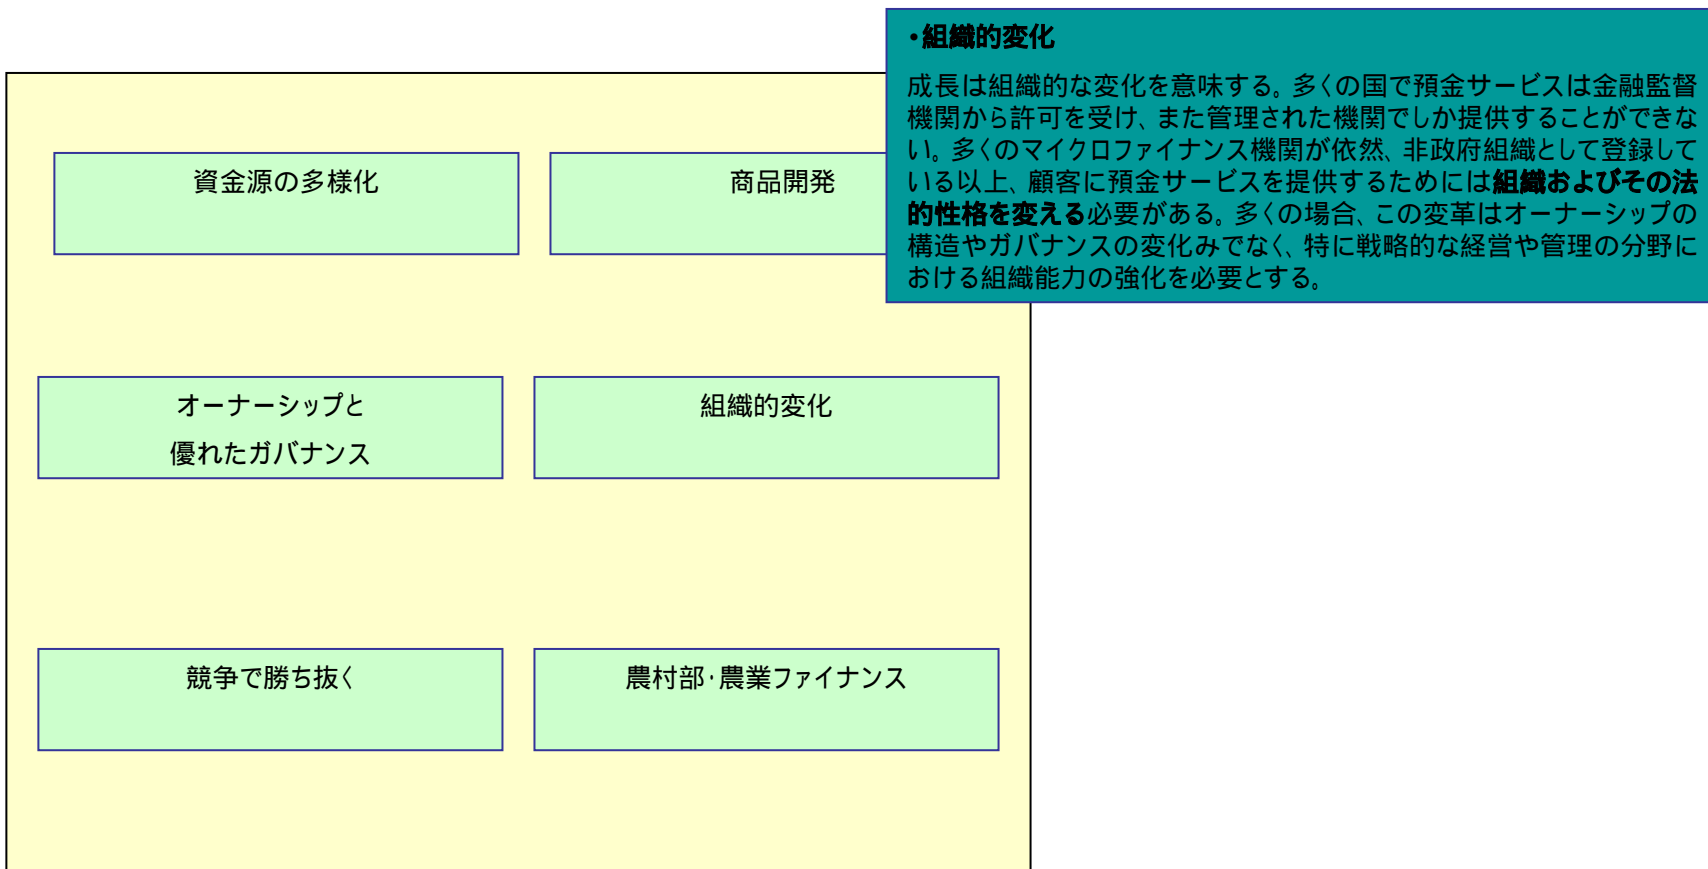 ・組織的変化
成長は組織的な変化を意味する。多くの国で預金サービスは金融監督
機関から許可を受け、また管理された機関でしか提供することができな
い。多くのマイクロファイナンス機関が依然、非政府組織として登録して
いる以上、顧客に預金サービスを提供するためには組織およびその法
的性格を変える必要がある。多くの場合、この変革はオーナーシップの
構造やガバナンスの変化みでなく、特に戦略的な経営や管理の分野に
おける組織能力の強化を必要とする。
資金源の多様化
商品開発
オーナーシップと
優れたガバナンス
組織的変化
競争で勝ち抜く
農村部・農業ファイナンス